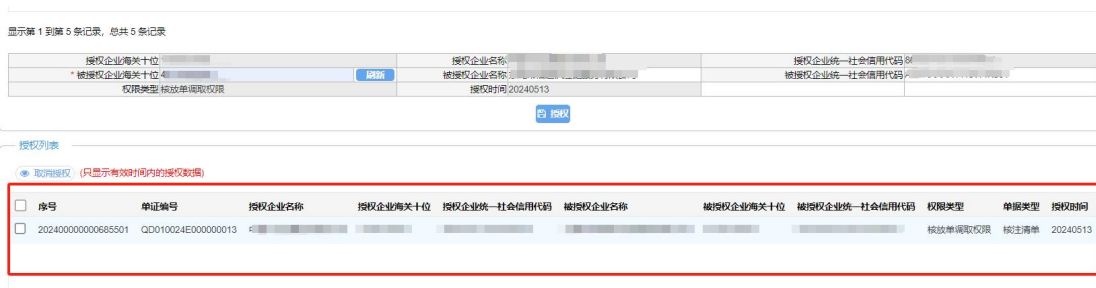 显示第 1 到第 5 条记录，总共 5 条记录
授权企业海关十位 授权企业名称 授权企业统一社会信用代码
* 被授权企业海关十位 4 刷新 被授权企业名称 被授权企业统一社会信用代码
权限类型 核放单调取权限 授权时间 20240513
授权
授权列表
取消授权 (只显示有效时间内的授权数据)
序号 单证编号 授权企业名称 授权企业海关十位 授权企业统一社会信用代码 被授权企业名称 被授权企业海关十位 被授权企业统一社会信用代码 权限类型 单据类型 授权时间
202400000000685501 QD010024E000000013 核放单调取权限 核注清单 20240513